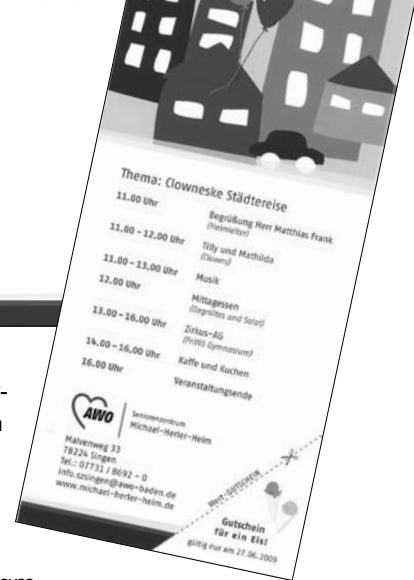 Thema: Clowneske Städtereise
11.00 Uhr Begrüßung Herr Matthias Frank
(Heimleiter)
11.00 – 12.00 Uhr Tilly und Mathilda
(Clowns)
11.00 – 13.00 Uhr Musik
12.00 Uhr Mittagessen
(Gegrilltes und Salat)
13.00 – 16.00 Uhr Zirkus-AG
(FriWö Gymnasium)
14.00 – 16.00 Uhr Kaffe und Kuchen
16.00 Uhr Veranstaltungsende
AWO
Seniorenzentrum
Michael-Herler-Heim
Malvenweg 33
78224 Singen
Tel.: 07731 / 8692 – 0
info.szsingen@awo-baden.de
www.michael-herler-heim.de
Wert-GUTSCHEIN
Gutschein
für ein Eis!
gültig nur am 27.06.2009